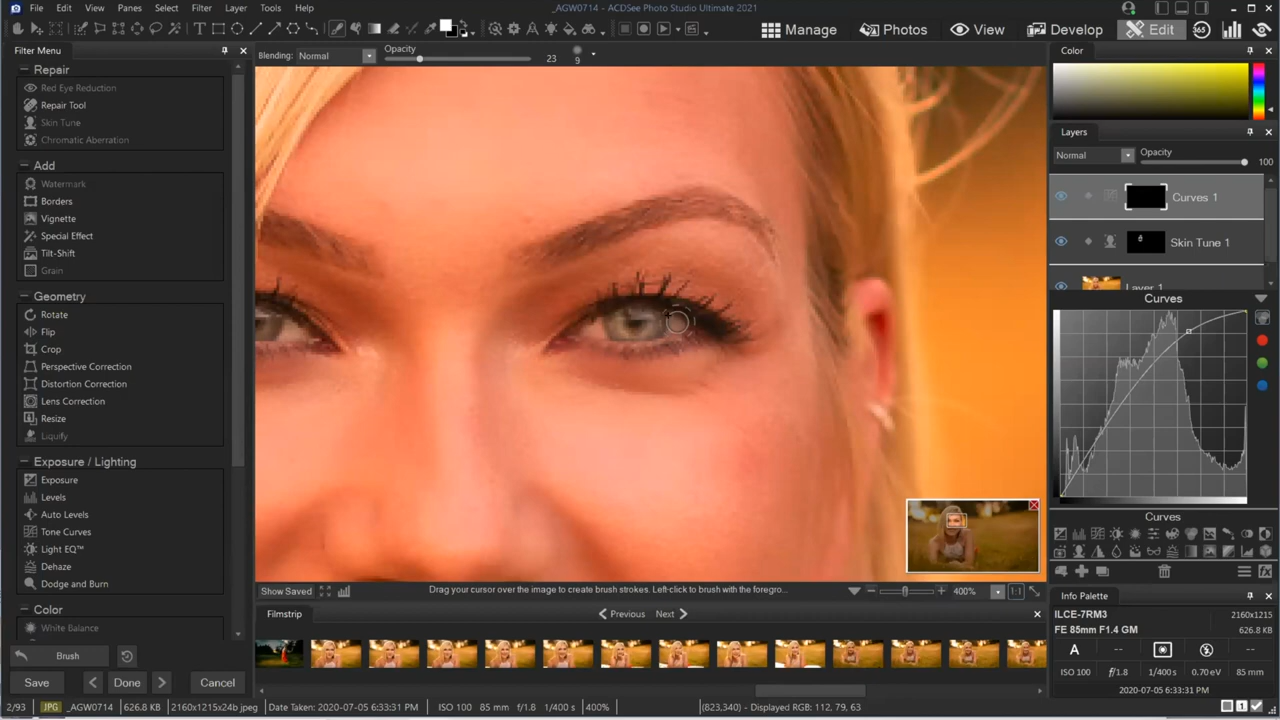 _AGW0714 - ACDSee Photo Studio Ultimate 2021
File Edit View Panes Select Filter Layer Tools Help
Manage Photos View Develop Edit 365
Filter Menu
Blending: Normal Opacity 23 9
Repair
Red Eye Reduction
Repair Tool
Skin Tune
Chromatic Aberration
Add
Watermark
Borders
Vignette
Special Effect
Tilt-Shift
Grain
Geometry
Rotate
Flip
Crop
Perspective Correction
Distortion Correction
Lens Correction
Resize
Liquify
Exposure / Lighting
Exposure
Levels
Auto Levels
Tone Curves
Light EQ™
Dehaze
Dodge and Burn
Color
White Balance
Brush
Save Done Cancel
Show Saved
Drag your cursor over the image to create brush strokes. Left-click to brush with the foregro...
400% 1:1
Filmstrip
Previous Next
Color
Layers
Normal Opacity 100
Curves 1
Skin Tune 1
Layer 1
Curves
Curves
Info Palette
ILCE-7RM3 2160x1215
FE 85mm F1.4 GM 626.8 KB
A -- --
ISO 100 f/1.8 1/400 s 0.70 eV 85 mm
2020-07-05 6:33:31 PM
2/93 JPG _AGW0714 626.8 KB 2160x1215x24b jpeg Date Taken: 2020-07-05 6:33:31 PM ISO 100 85 mm f/1.8 1/400 s 400% (823,340) - Displayed RGB: 112, 79, 63
1